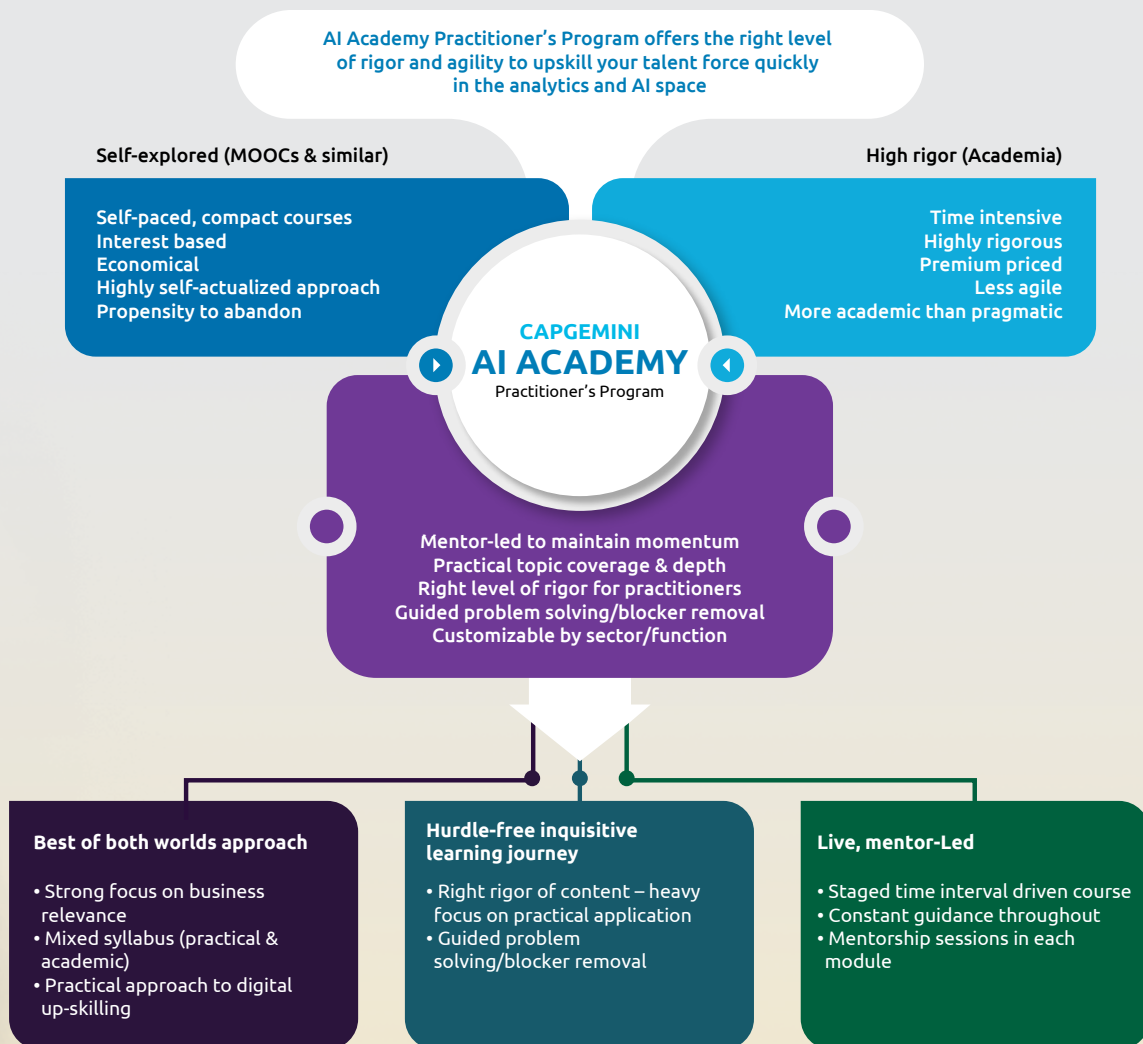 AI Academy Practitioner's Program offers the right level
of rigor and agility to upskill your talent force quickly
in the analytics and AI space
Self-explored (MOOCs & similar)
Self-paced, compact courses
Interest based
Economical
Highly self-actualized approach
Propensity to abandon
High rigor (Academia)
Time intensive
Highly rigorous
Premium priced
Less agile
More academic than pragmatic
CAPGEMINI
AI ACADEMY
Practitioner's Program
Mentor-led to maintain momentum
Practical topic coverage & depth
Right level of rigor for practitioners
Guided problem solving/blocker removal
Customizable by sector/function
Best of both worlds approach
• Strong focus on business
relevance
• Mixed syllabus (practical &
academic)
• Practical approach to digital
up-skilling
Hurdle-free inquisitive
learning journey
• Right rigor of content – heavy
focus on practical application
• Guided problem
solving/blocker removal
Live, mentor-Led
• Staged time interval driven course
• Constant guidance throughout
• Mentorship sessions in each
module